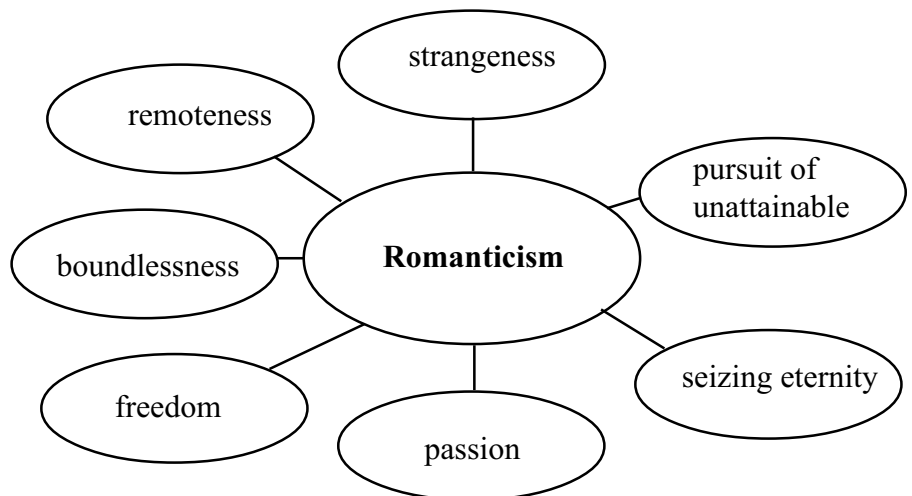 strangeness
remoteness
pursuit of
unattainable
Romanticism
boundlessness
seizing eternity
freedom
passion